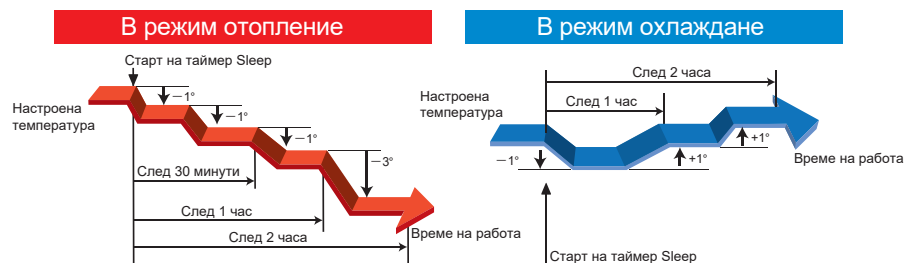 В режим отопление
Старт на таймер Sleep
Настроена
температура
−1°
−1°
−1°
−3°
След 30 минути
След 1 час
След 2 часа
Време на работа
В режим охлаждане
След 2 часа
След 1 час
Настроена
температура
−1°
+1°
+1°
Време на работа
Старт на таймер Sleep